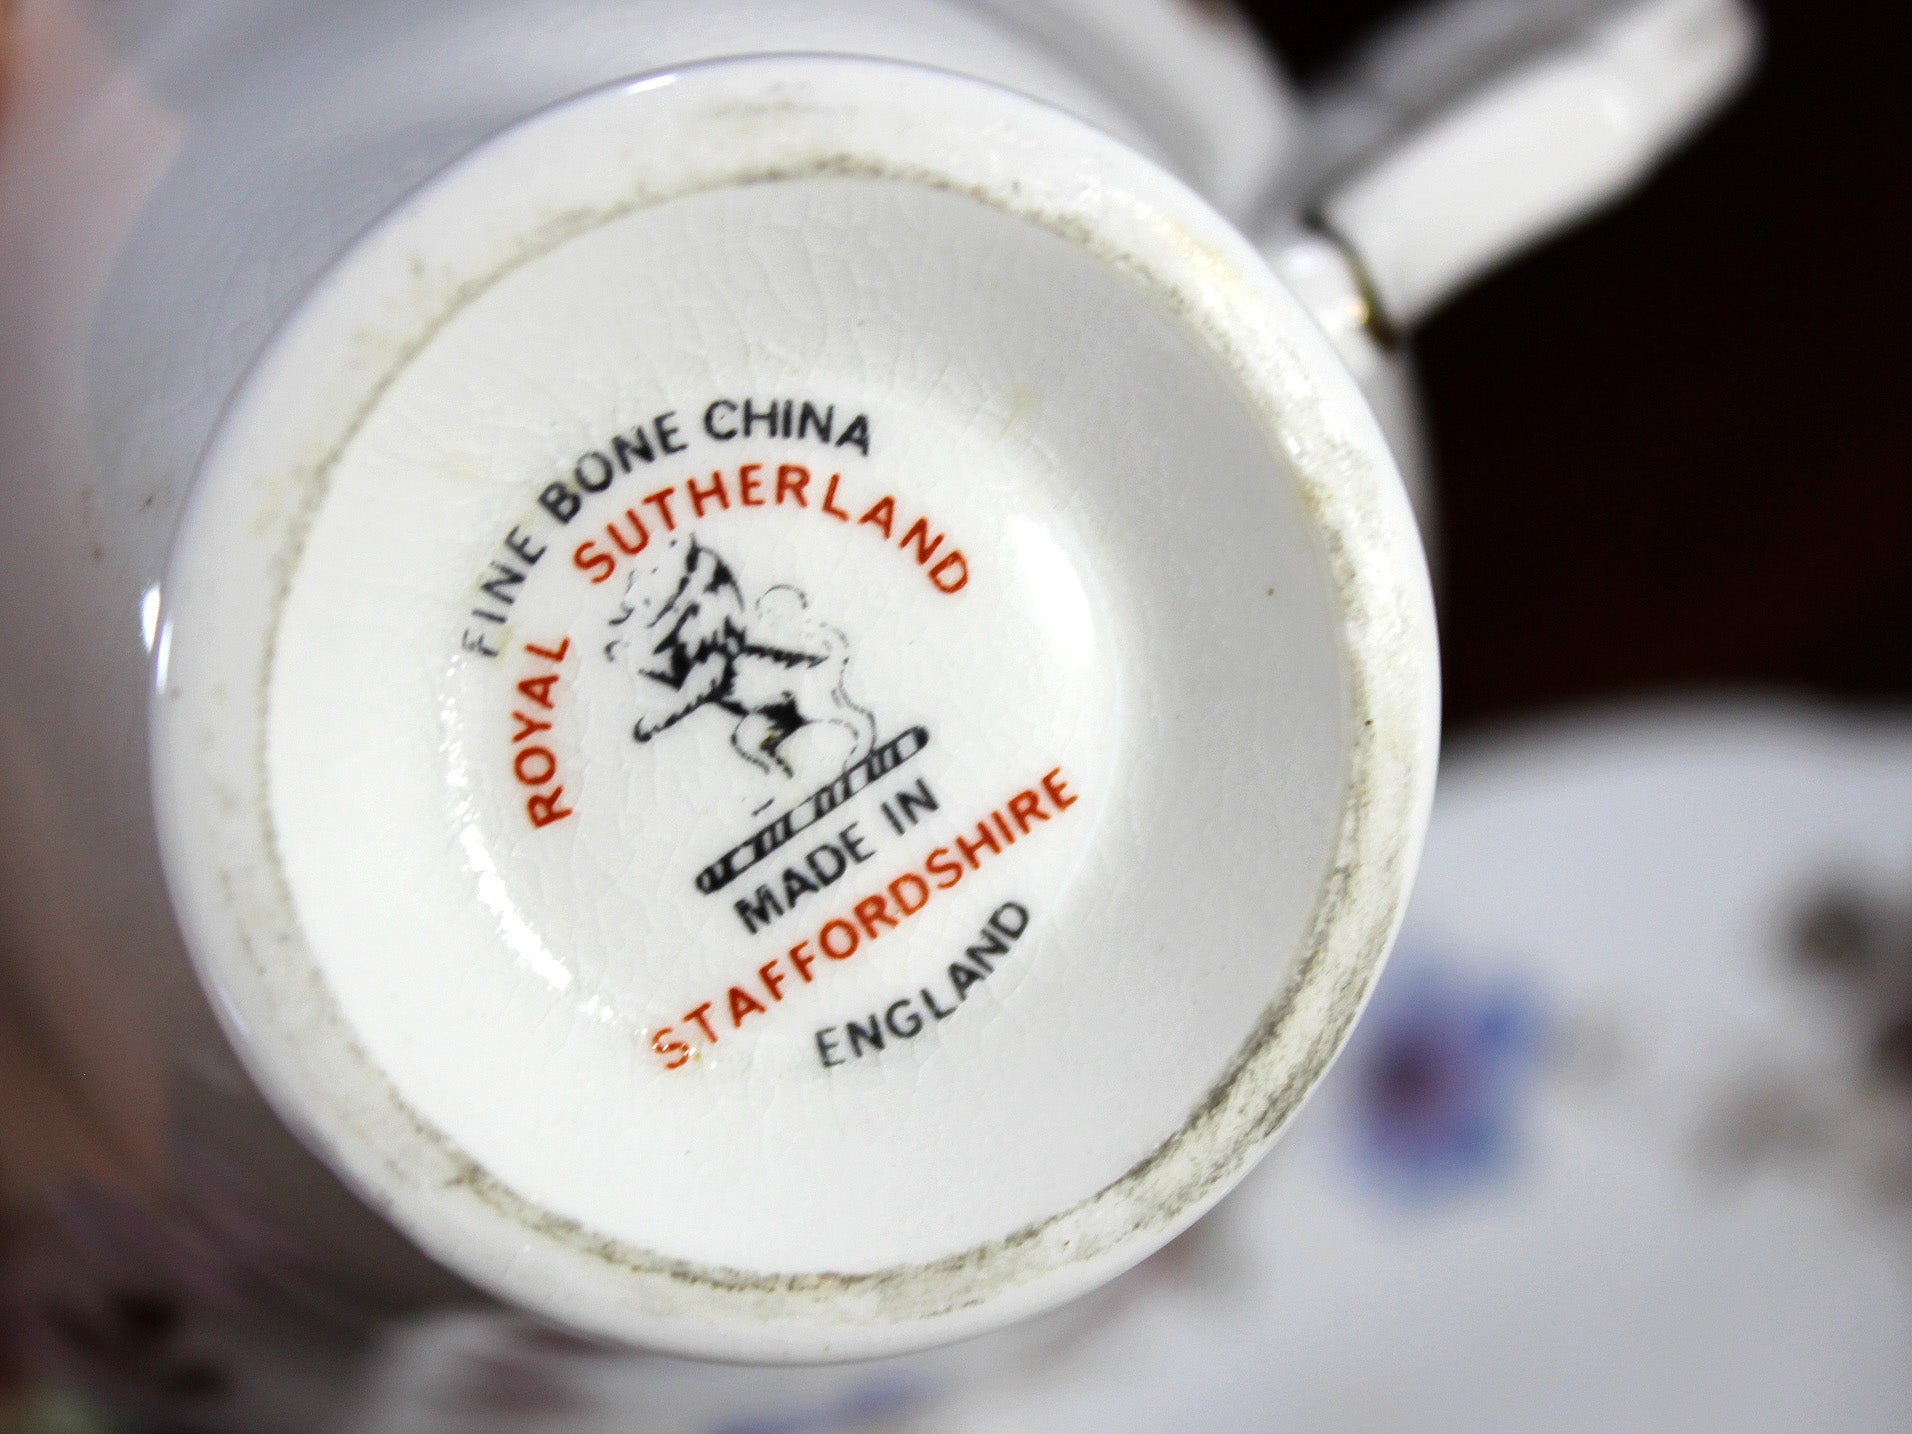 FINE BONE CHINA
ROYAL SUTHERLAND
MADE IN
STAFFORDSHIRE
ENGLAND